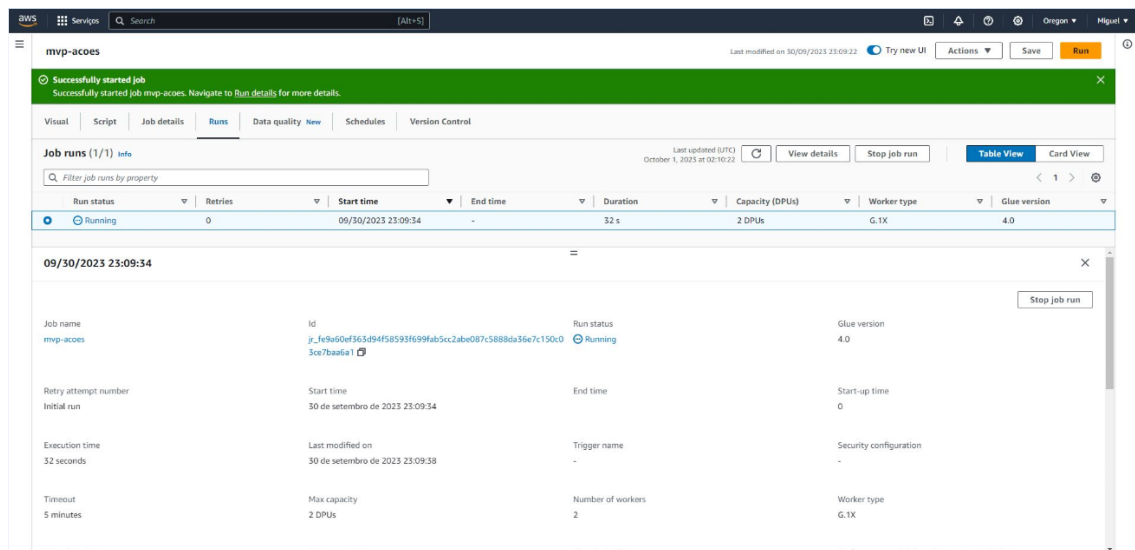 aws Serviços Search [Alt+S] Oregon ▼ Miguel ▼
mvp-acoes Last modified on 30/09/2023 23:09:22 Try new UI Actions ▼ Save Run
Successfully started job
Successfully started job mvp-acoes. Navigate to Run details for more details.
Visual Script Job details Runs Data quality New Schedules Version Control
Job runs (1/1) Info Last updated (UTC) October 1, 2023 at 02:10:22 View details Stop job run Table View Card View
Filter job runs by property 1
Run status Retries Start time End time Duration Capacity (DPUs) Worker type Glue version
Running 0 09/30/2023 23:09:34 - 32 s 2 DPUs G.1X 4.0
09/30/2023 23:09:34
Stop job run
Job name Id Run status Glue version
mvp-acoes jr_fe9a60ef363d94f58593f699fab5cc2abe087c5888da36e7c150c0 Running 4.0
3ce7baa6a1
Retry attempt number Start time End time Start-up time
Initial run 30 de setembro de 2023 23:09:34 0
Execution time Last modified on Trigger name Security configuration
32 seconds 30 de setembro de 2023 23:09:38 - -
Timeout Max capacity Number of workers Worker type
5 minutes 2 DPUs 2 G.1X